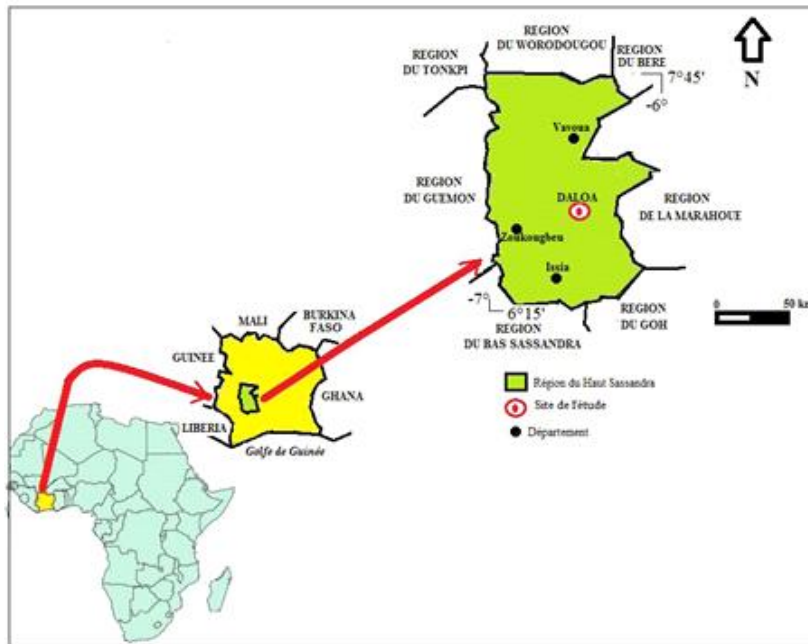 REGION
DU WORODOUGOU
REGION
DU TONKPI
REGION
DU BERE
7°45'
-6°
N
Vavoua
REGION
DU GUEMON
DALOA
REGION
DE LA MARAHOUE
Zoukougbeu
Issia
-7°
6°15'
REGION
DU BAS SASSANDRA
REGION
DU GOH
0 50 km
MALI
BURKINA
FASO
GUINEE
GHANA
LIBERIA
Golfe de Guinée
Région du Haut Sassandra
Site de l'étude
Département